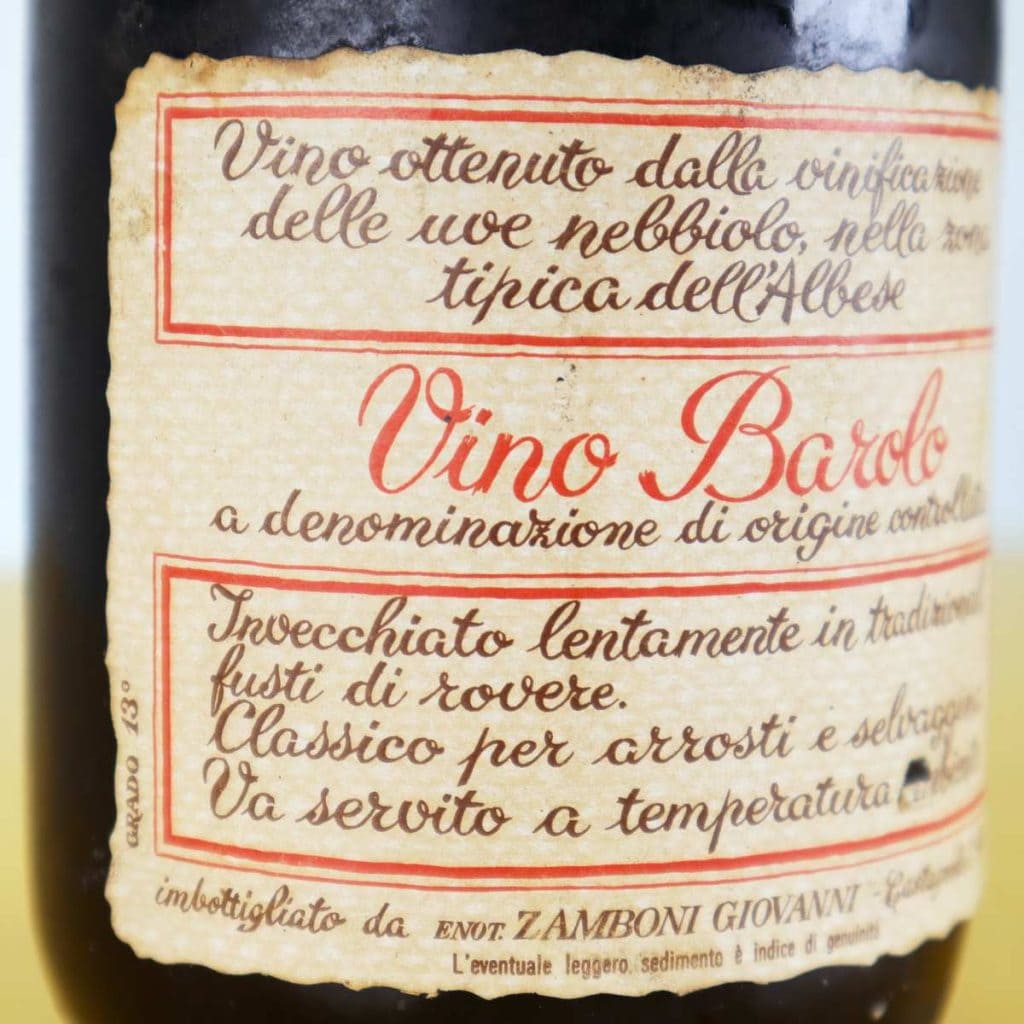 Vino ottenuto dalla vinificazione
delle uve nebbiolo, nella zona
tipica dell'Albese
Vino Barolo
a denominazione di origine controllata
Invecchiato lentamente in tradizionali
fusti di rovere.
Classico per arrosti e selvaggina
Va servito a temperatura
GRADO 13°
imbottigliato da ENOT. ZAMBONI GIOVANNI -
L'eventuale leggero sedimento è indice di genuinità